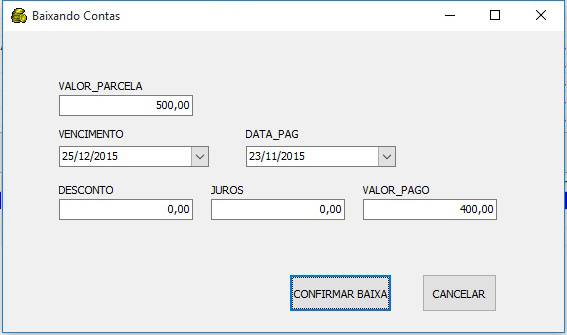 Baixando Contas
VALOR_PARCELA
500,00
VENCIMENTO DATA_PAG
25/12/2015 23/11/2015
DESCONTO JUROS VALOR_PAGO
0,00 0,00 400,00
CONFIRMAR BAIXA CANCELAR